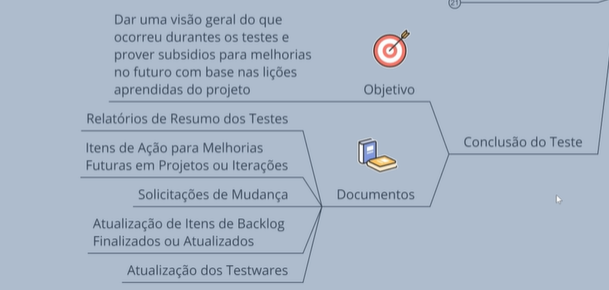 21
Dar uma visão geral do que
ocorreu durantes os testes e
prover subsidios para melhorias
no futuro com base nas lições
aprendidas do projeto
Objetivo
Relatórios de Resumo dos Testes
Itens de Ação para Melhorias
Futuras em Projetos ou Iterações
Solicitações de Mudança
Atualização de Itens de Backlog
Finalizados ou Atualizados
Atualização dos Testwares
Documentos
Conclusão do Teste